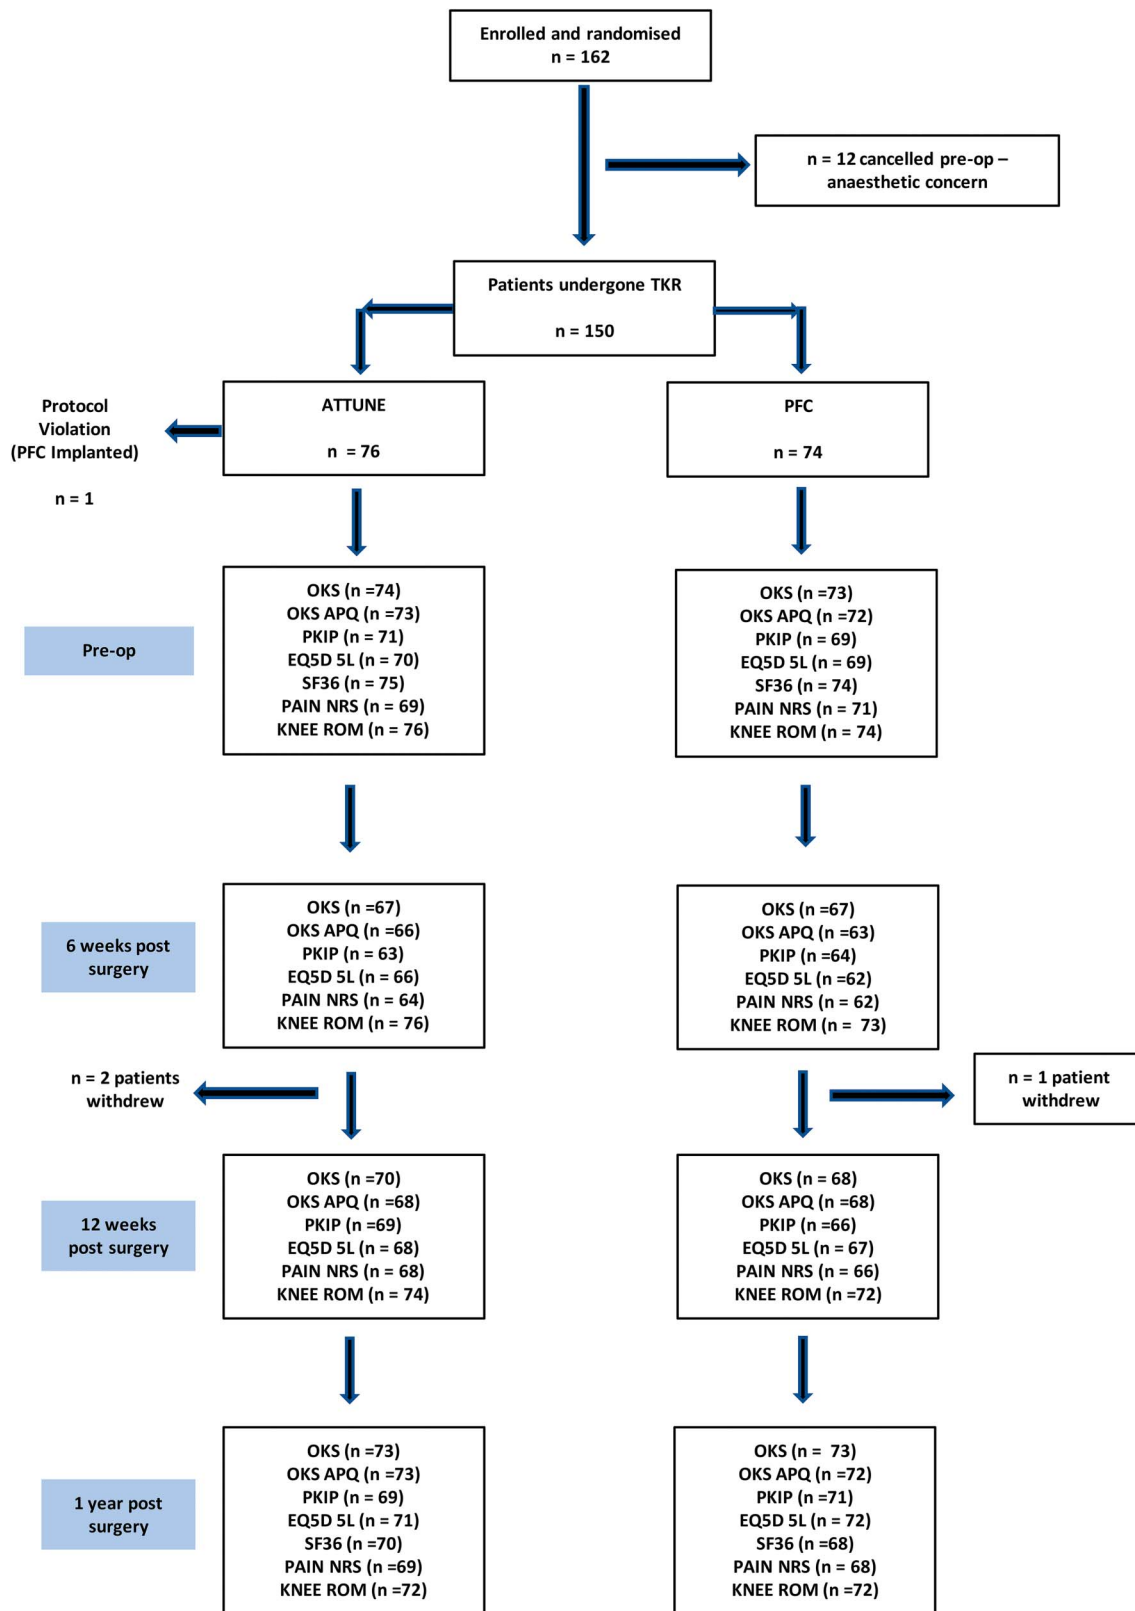 Enrolled and randomised
n = 162
n = 12 cancelled pre-op –
anaesthetic concern
Patients undergone TKR
n = 150
Protocol
Violation
(PFC Implanted)
n = 1
ATTUNE
n = 76
PFC
n = 74
Pre-op
OKS (n =74)
OKS APQ (n =73)
PKIP (n = 71)
EQ5D 5L (n = 70)
SF36 (n = 75)
PAIN NRS (n = 69)
KNEE ROM (n = 76)
OKS (n =73)
OKS APQ (n =72)
PKIP (n = 69)
EQ5D 5L (n = 69)
SF36 (n = 74)
PAIN NRS (n = 71)
KNEE ROM (n = 74)
6 weeks post
surgery
OKS (n =67)
OKS APQ (n =66)
PKIP (n = 63)
EQ5D 5L (n = 66)
PAIN NRS (n = 64)
KNEE ROM (n = 76)
OKS (n =67)
OKS APQ (n =63)
PKIP (n =64)
EQ5D 5L (n =62)
PAIN NRS (n = 62)
KNEE ROM (n = 73)
n = 2 patients
withdrew
n = 1 patient
withdrew
12 weeks
post surgery
OKS (n =70)
OKS APQ (n =68)
PKIP (n =69)
EQ5D 5L (n = 68)
PAIN NRS (n = 68)
KNEE ROM (n = 74)
OKS (n = 68)
OKS APQ (n =68)
PKIP (n = 66)
EQ5D 5L (n = 67)
PAIN NRS (n = 66)
KNEE ROM (n =72)
1 year post
surgery
OKS (n =73)
OKS APQ (n =73)
PKIP (n = 69)
EQ5D 5L (n = 71)
SF36 (n =70)
PAIN NRS (n =69)
KNEE ROM (n =72)
OKS (n = 73)
OKS APQ (n =72)
PKIP (n =71)
EQ5D 5L (n = 72)
SF36 (n =68)
PAIN NRS (n = 68)
KNEE ROM (n =72)